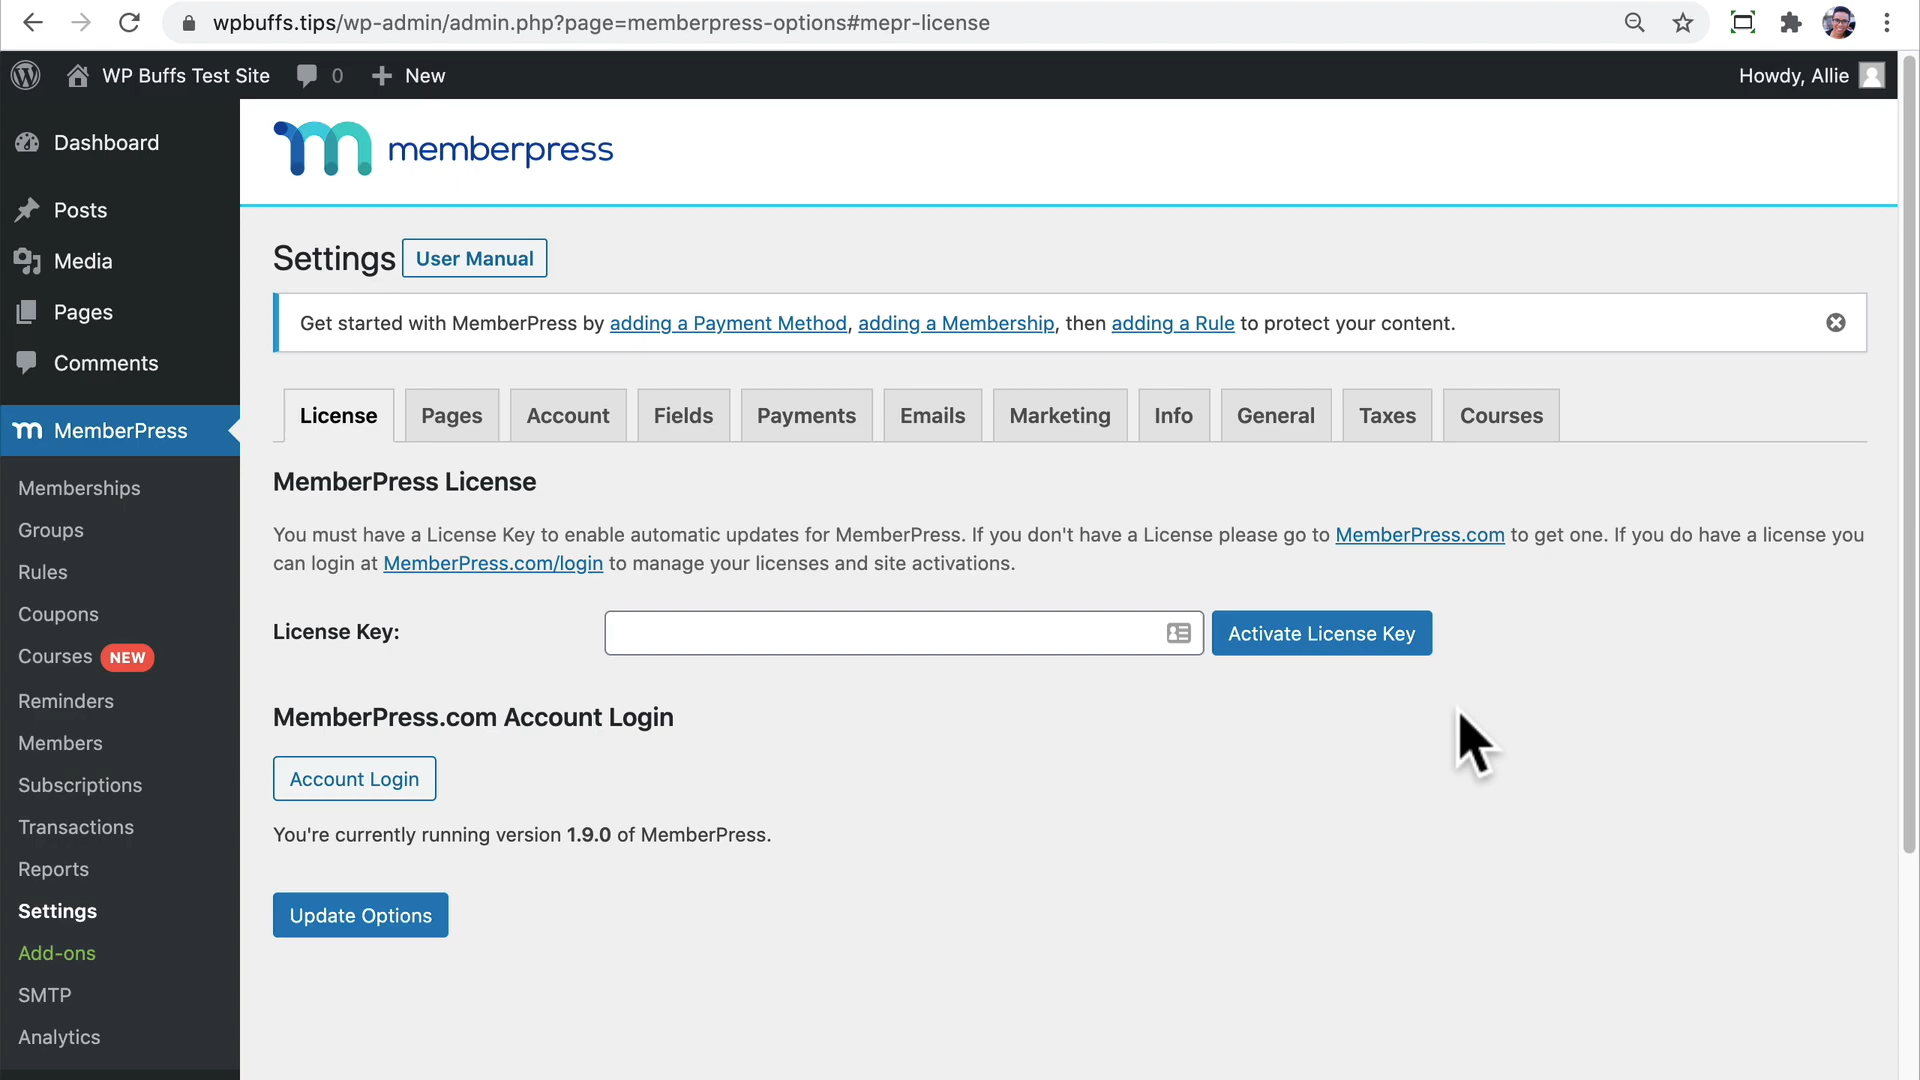 wpbuffs.tips/wp-admin/admin.php?page=memberpress-options#mepr-license
WP Buffs Test Site 0 New Howdy, Allie
Dashboard
Posts
Media
Pages
Comments
MemberPress
Memberships
Groups
Rules
Coupons
Courses NEW
Reminders
Members
Subscriptions
Transactions
Reports
Settings
Add-ons
SMTP
Analytics
memberpress
Settings User Manual
Get started with MemberPress by adding a Payment Method, adding a Membership, then adding a Rule to protect your content.
License Pages Account Fields Payments Emails Marketing Info General Taxes Courses
MemberPress License
You must have a License Key to enable automatic updates for MemberPress. If you don't have a License please go to MemberPress.com to get one. If you do have a license you
can login at MemberPress.com/login to manage your licenses and site activations.
License Key: Activate License Key
MemberPress.com Account Login
Account Login
You're currently running version 1.9.0 of MemberPress.
Update Options